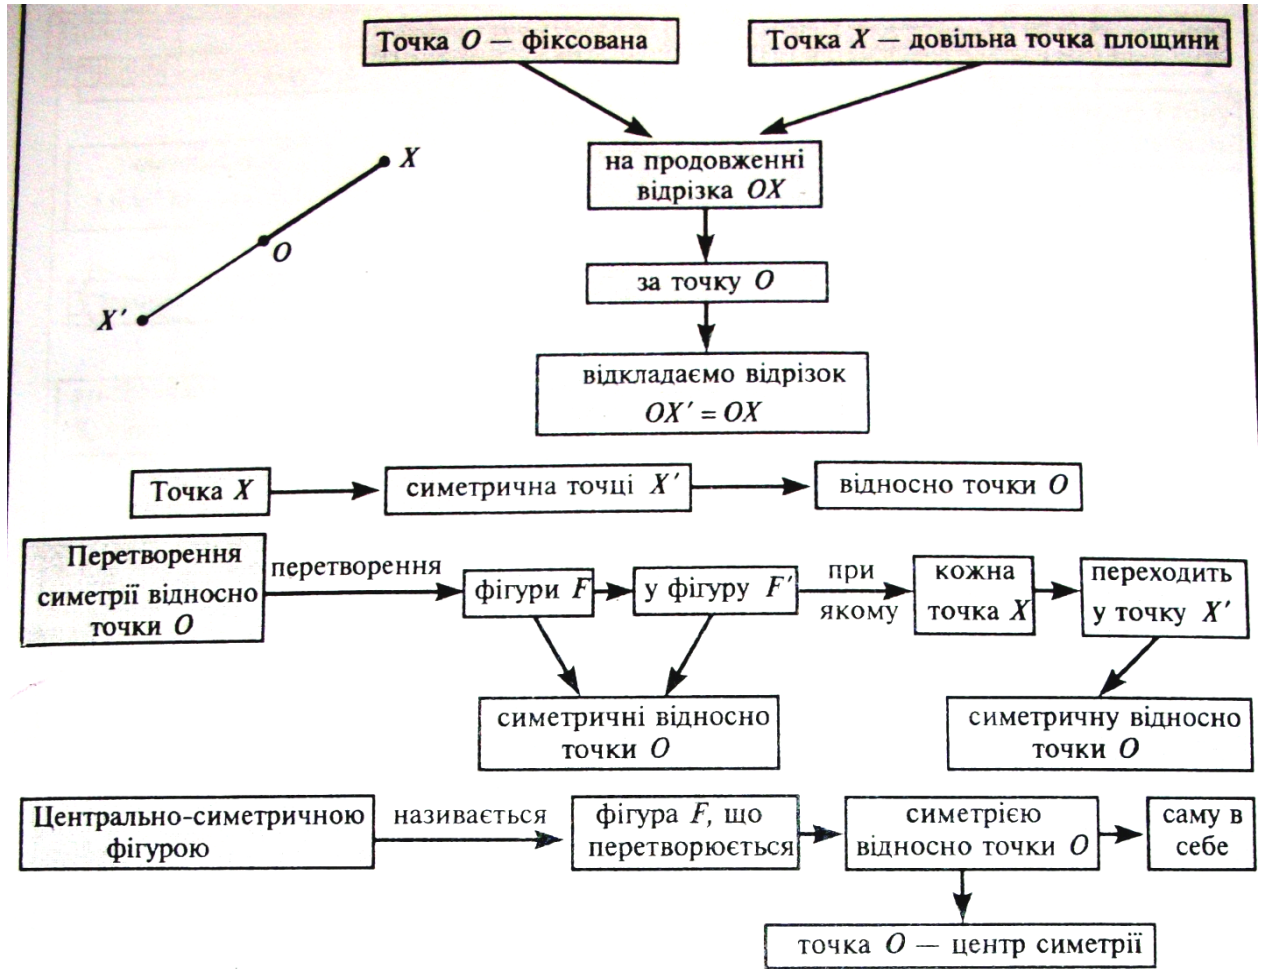 Точка O — фіксована
Точка X — довільна точка площини
на продовженні
відрізка OX
X
O
X′
за точку O
відкладаємо відрізок
OX′ = OX
Точка X
симетрична точці X′
відносно точки O
Перетворення
симетрії відносно
точки O
перетворення
фігури F
у фігуру F′
при
якому
кожна
точка X
переходить
у точку X′
симетричні відносно
точки O
симетричну відносно
точки O
Центрально-симетричною
фігурою
називається
фігура F, що
перетворюється
симетрією
відносно точки O
саму в
себе
точка O — центр симетрії